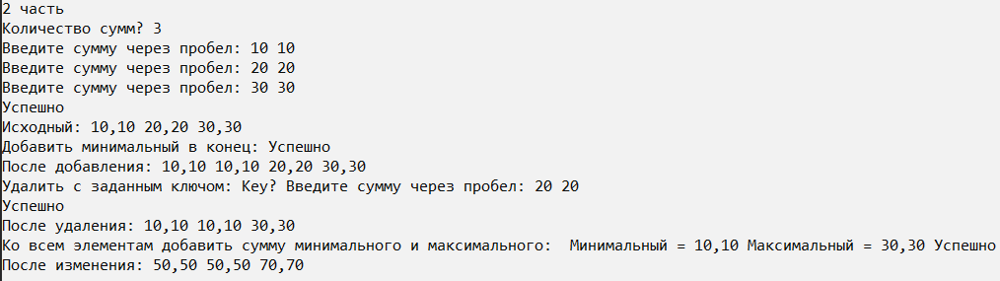 2 часть
Количество сумм? 3
Введите сумму через пробел: 10 10
Введите сумму через пробел: 20 20
Введите сумму через пробел: 30 30
Успешно
Исходный: 10,10 20,20 30,30
Добавить минимальный в конец: Успешно
После добавления: 10,10 10,10 20,20 30,30
Удалить с заданным ключом: Key? Введите сумму через пробел: 20 20
Успешно
После удаления: 10,10 10,10 30,30
Ко всем элементам добавить сумму минимального и максимального:  Минимальный = 10,10 Максимальный = 30,30 Успешно
После изменения: 50,50 50,50 70,70